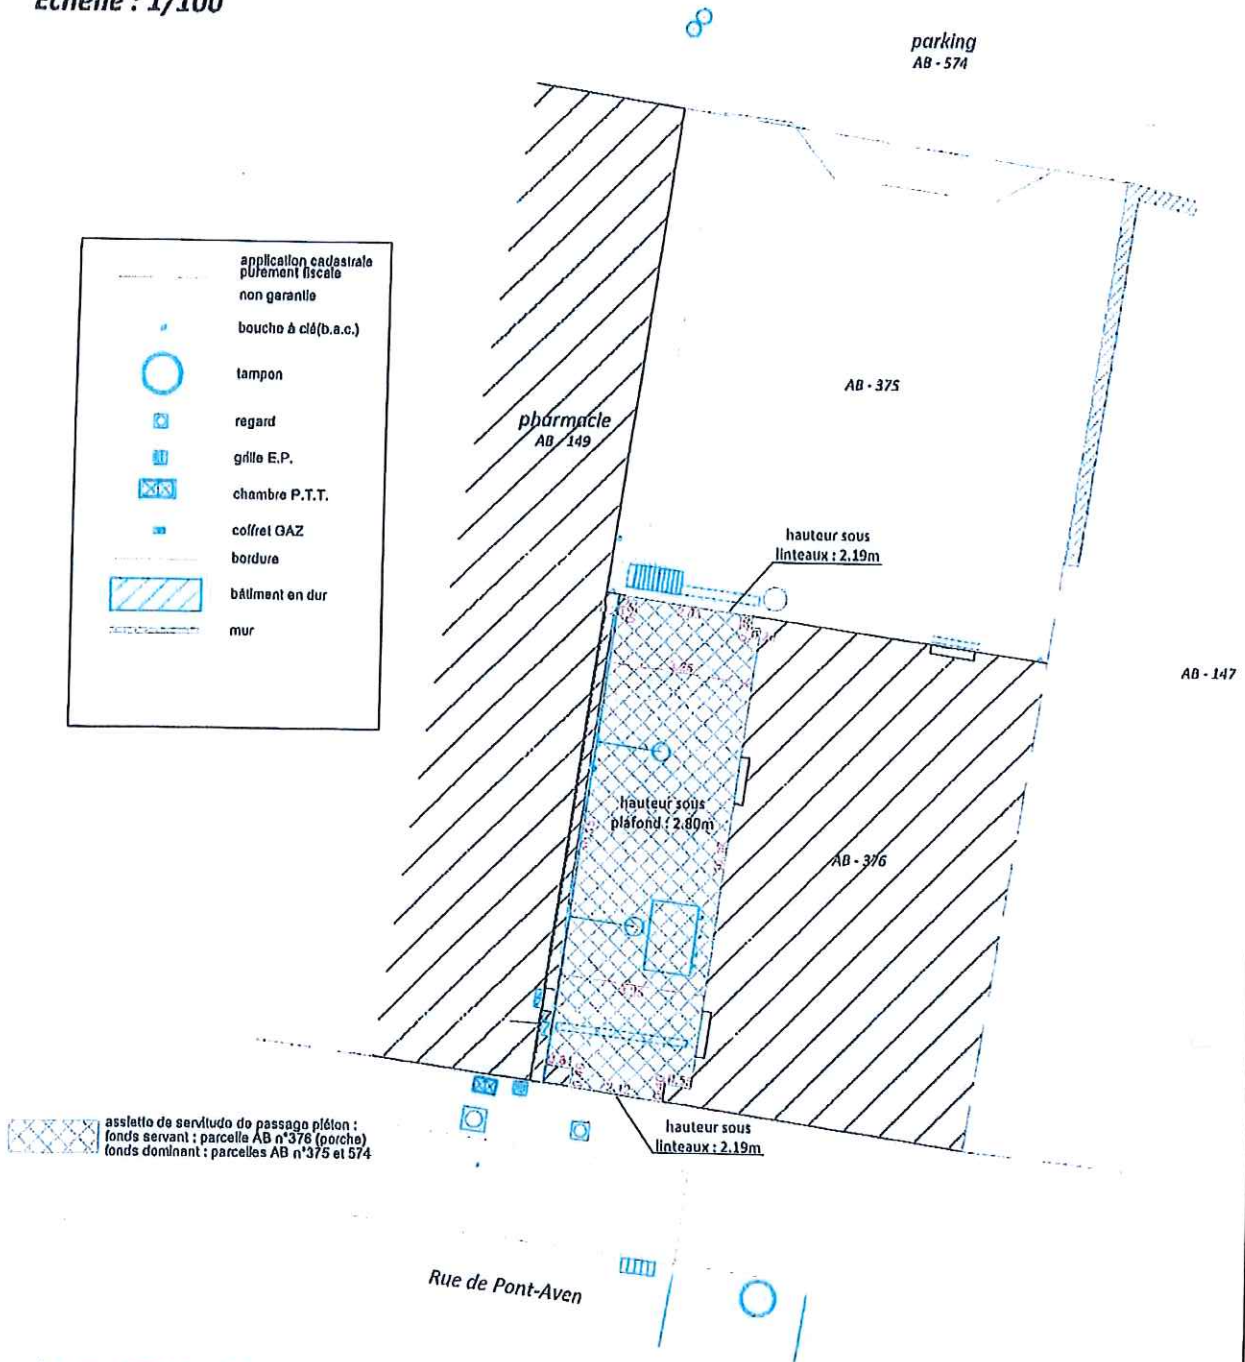 Echelle : 1/100
parking
AB - 574
application cadastrale
purement fiscale
non garantie
bouche à clé(b.a.c.)
tampon
regard
grille E.P.
chambre P.T.T.
coffret GAZ
bordure
bâtiment en dur
mur
pharmacie
AB 149
AB - 375
hauteur sous
linteaux : 2.19m
AB - 147
hauteur sous
plafond : 2.80m
AB - 376
assiette de servitude de passage piéton :
fonds servant : parcelle AB n°376 (porche)
fonds dominant : parcelles AB n°375 et 574
hauteur sous
linteaux : 2.19m
Rue de Pont-Aven